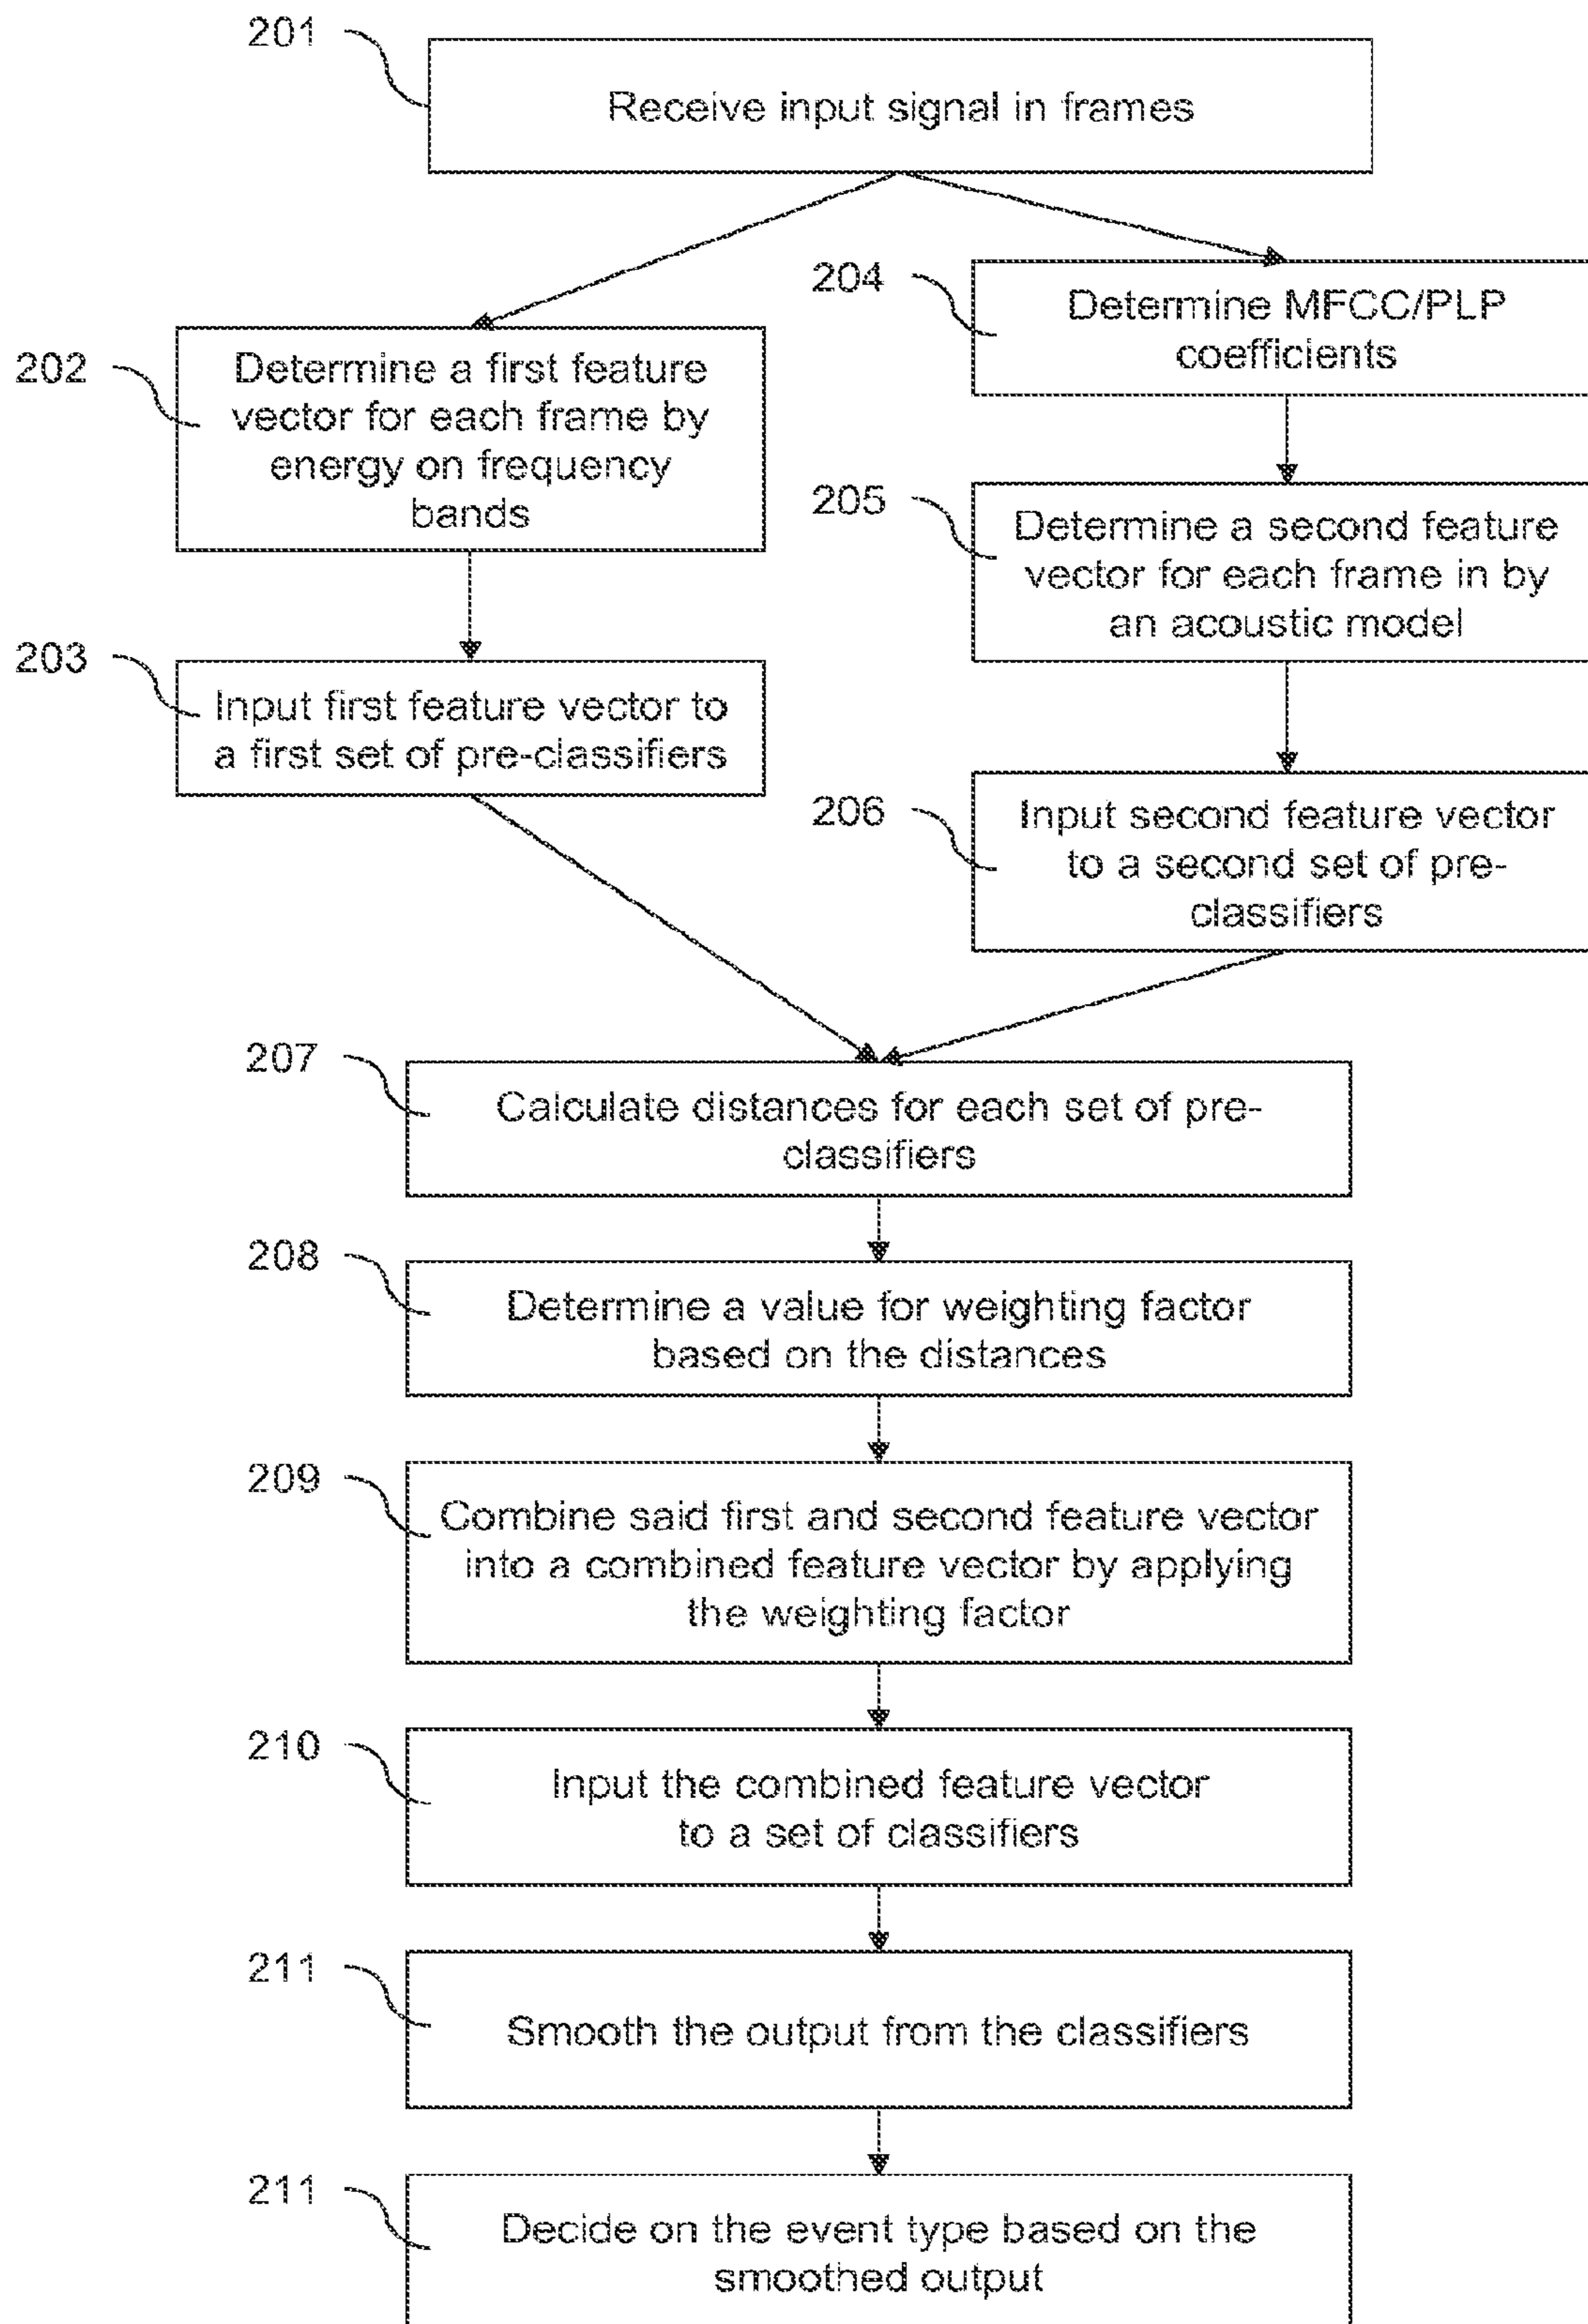 201
Receive input signal in frames
202
Determine a first feature
vector for each frame by
energy on frequency
bands
203
Input first feature vector to
a first set of pre-classifiers
204
Determine MFCC/PLP
coefficients
205
Determine a second feature
vector for each frame in by
an acoustic model
206
Input second feature vector
to a second set of pre-
classifiers
207
Calculate distances for each set of pre-
classifiers
208
Determine a value for weighting factor
based on the distances
209
Combine said first and second feature vector
into a combined feature vector by applying
the weighting factor
210
Input the combined feature vector
to a set of classifiers
211
Smooth the output from the classifiers
211
Decide on the event type based on the
smoothed output